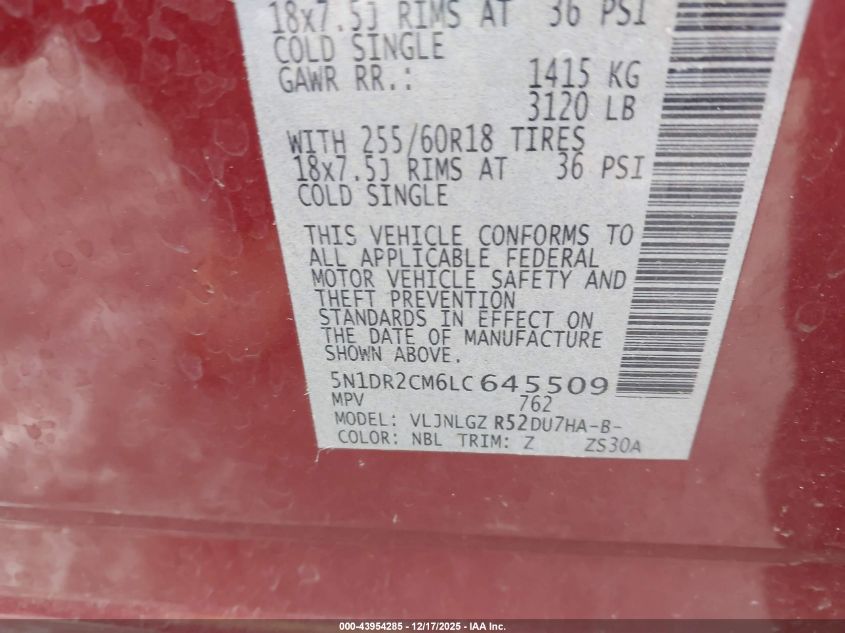 18x7.5J RIMS AT 36 PSI
COLD SINGLE
GAWR RR.: 1415 KG
3120 LB
WITH 255/60R18 TIRES
18x7.5J RIMS AT 36 PSI
COLD SINGLE
THIS VEHICLE CONFORMS TO
ALL APPLICABLE FEDERAL
MOTOR VEHICLE SAFETY AND
THEFT PREVENTION
STANDARDS IN EFFECT ON
THE DATE OF MANUFACTURE
SHOWN ABOVE.
5N1DR2CM6LC645509
MPV 762
MODEL: VLJNLGZ R52DU7HA-B-
COLOR: NBL TRIM: Z ZS30A
000-43954285 - 12/17/2025 - IAA Inc.